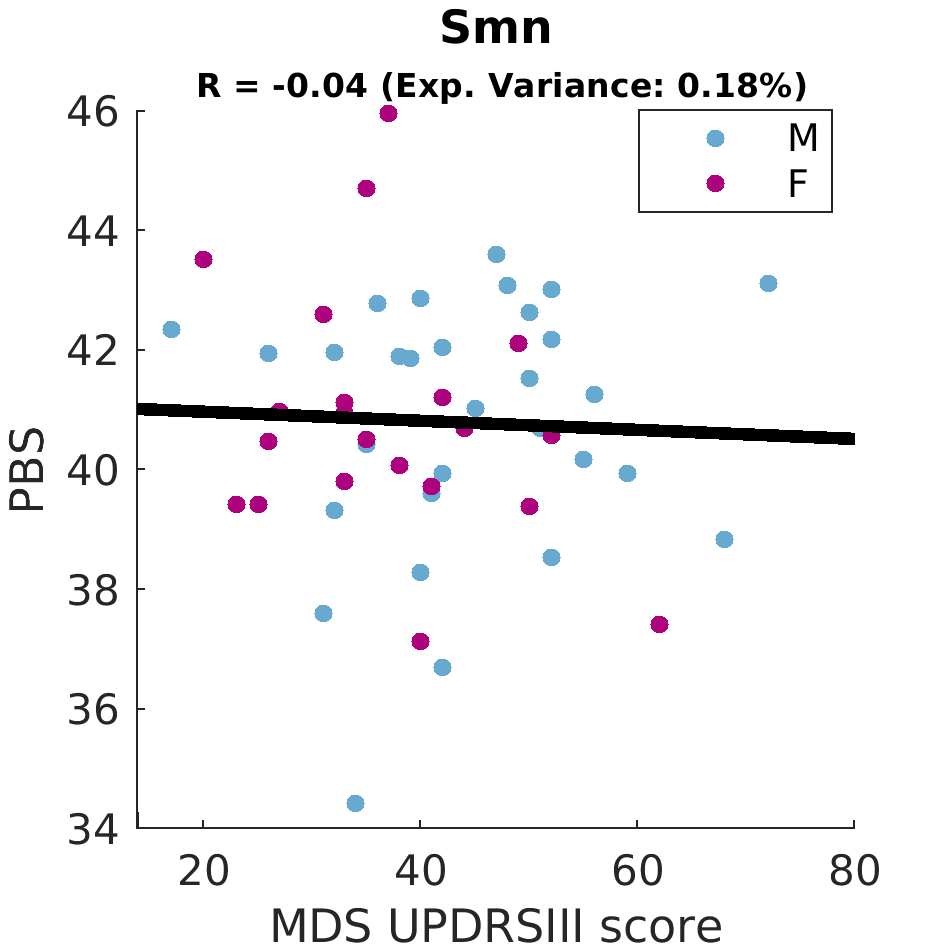 Smn
R = -0.04 (Exp. Variance: 0.18%)
M
F
46
44
42
40
38
36
34
PBS
20 40 60 80
MDS UPDRSIII score